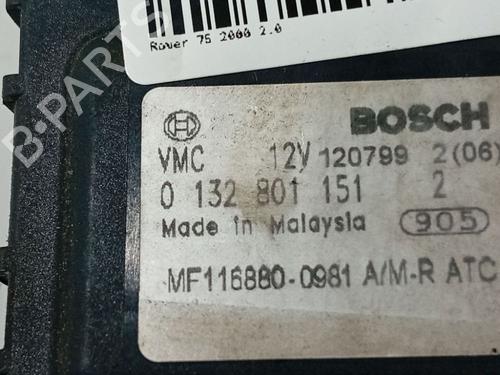 Rover 75 2000 2.0
B-PARTS
BOSCH
VMC 12V 120799 2(06)
0 132 801 151 2
Made in Malaysia 905
MF116880-0981 A/M-R ATC